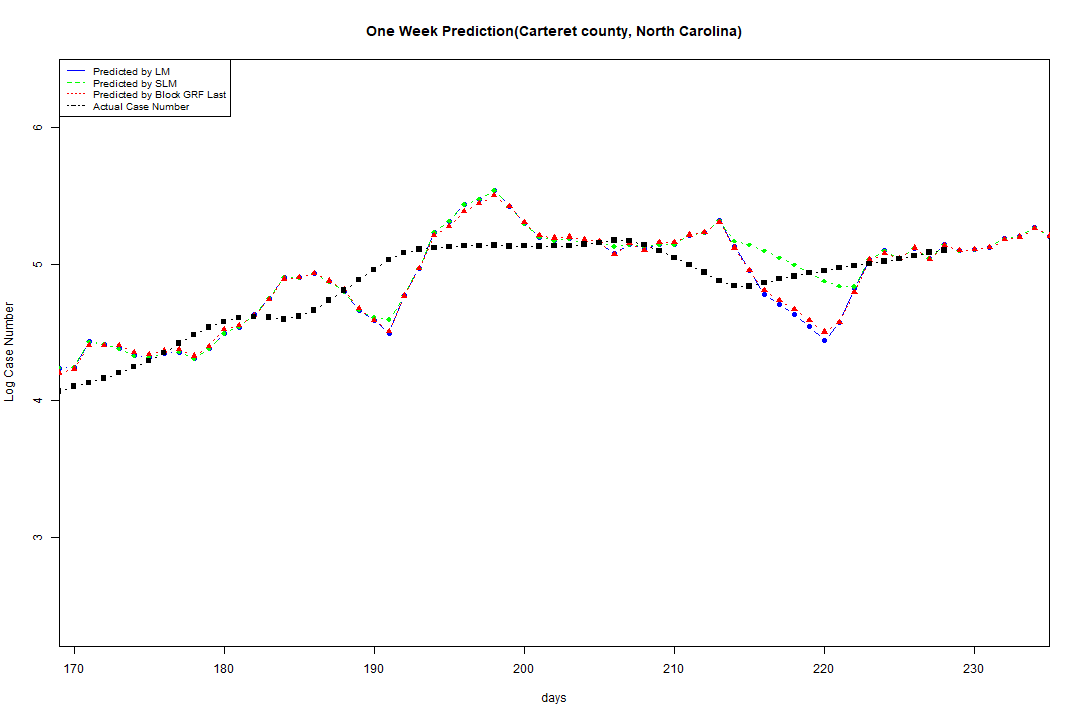 One Week Prediction(Carteret county, North Carolina)
Predicted by LM
Predicted by SLM
Predicted by Block GRF Last
Actual Case Number
6
5
4
3
Log Case Number
170 180 190 200 210 220 230
days